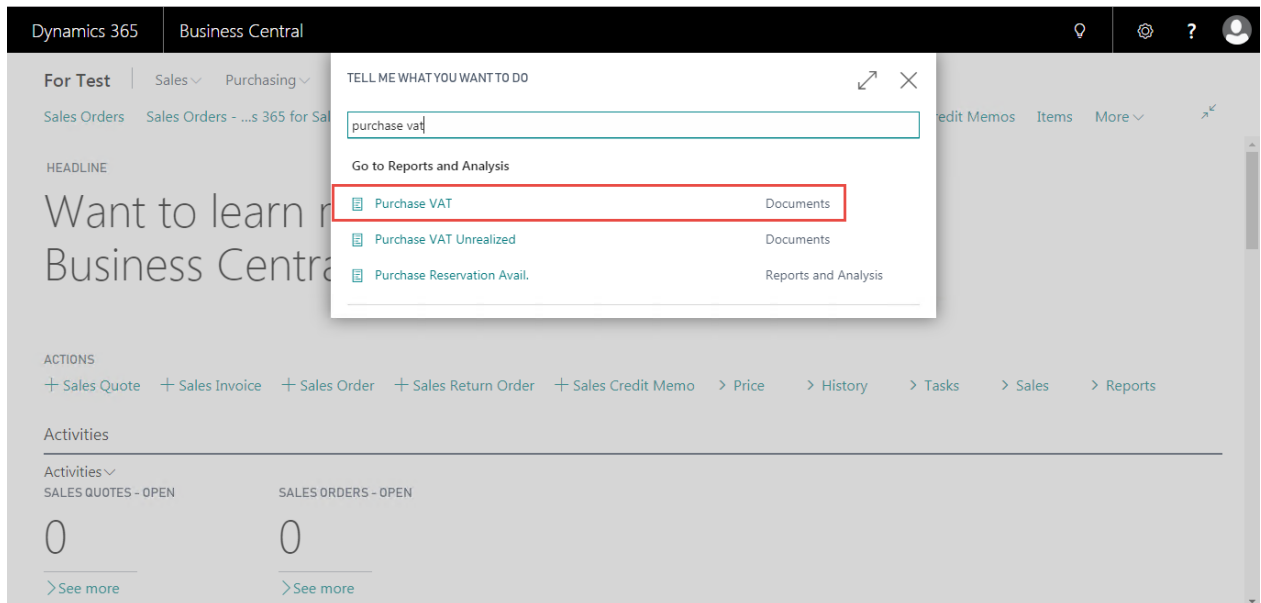 Dynamics 365 Business Central ?
For Test Sales Purchasing
Sales Orders Sales Orders - ...s 365 for Sal
edit Memos Items More
TELL ME WHAT YOU WANT TO DO
purchase vat
Go to Reports and Analysis
Purchase VAT Documents
Purchase VAT Unrealized Documents
Purchase Reservation Avail. Reports and Analysis
HEADLINE
Want to learn
Business Centra
ACTIONS
+ Sales Quote + Sales Invoice + Sales Order + Sales Return Order + Sales Credit Memo > Price > History > Tasks > Sales > Reports
Activities
Activities
SALES QUOTES - OPEN SALES ORDERS - OPEN
0 0
>See more >See more